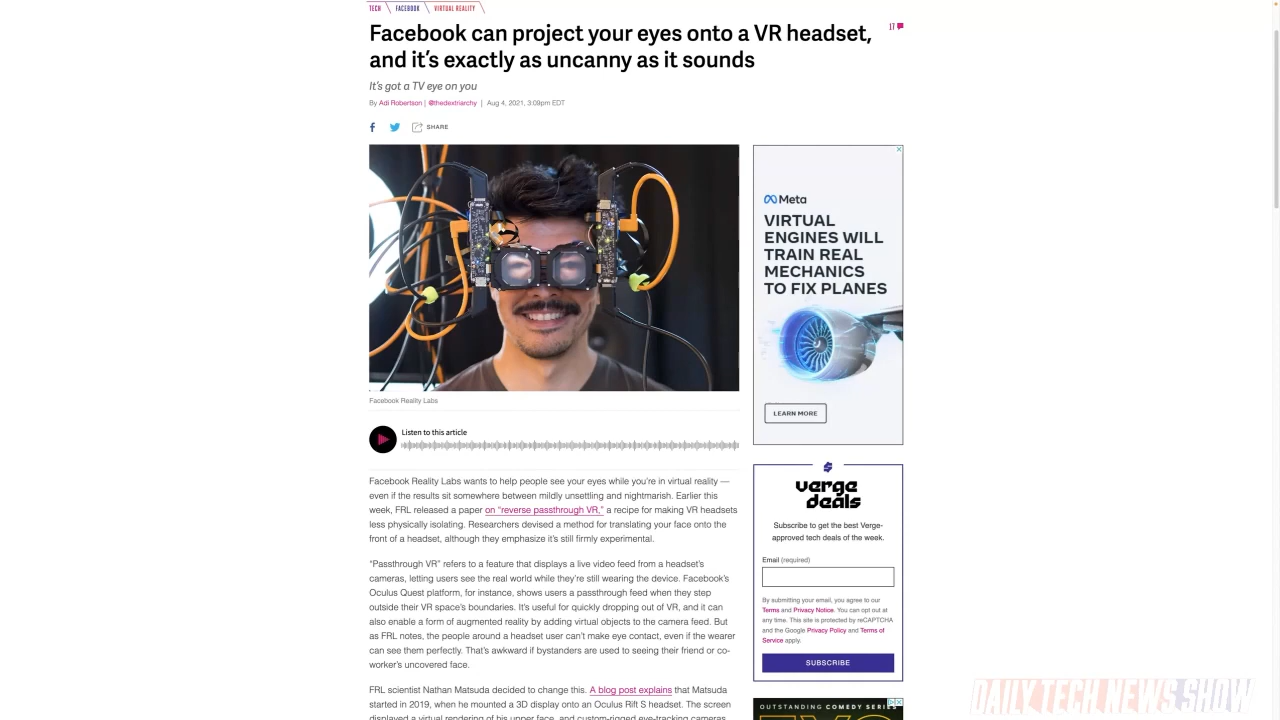 TECH FACEBOOK VIRTUAL REALITY
Facebook can project your eyes onto a VR headset,
and it's exactly as uncanny as it sounds
17
It's got a TV eye on you
By Adi Robertson | @thedextriarchy | Aug 4, 2021, 3:09pm EDT
SHARE
Facebook Reality Labs
Listen to this article
Facebook Reality Labs wants to help people see your eyes while you're in virtual reality —
even if the results sit somewhere between mildly unsettling and nightmarish. Earlier this
week, FRL released a paper on "reverse passthrough VR," a recipe for making VR headsets
less physically isolating. Researchers devised a method for translating your face onto the
front of a headset, although they emphasize it's still firmly experimental.
"Passthrough VR" refers to a feature that displays a live video feed from a headset's
cameras, letting users see the real world while they're still wearing the device. Facebook's
Oculus Quest platform, for instance, shows users a passthrough feed when they step
outside their VR space's boundaries. It's useful for quickly dropping out of VR, and it can
also enable a form of augmented reality by adding virtual objects to the camera feed. But
as FRL notes, the people around a headset user can't make eye contact, even if the wearer
can see them perfectly. That's awkward if bystanders are used to seeing their friend or co-
worker's uncovered face.
FRL scientist Nathan Matsuda decided to change this. A blog post explains that Matsuda
started in 2019, when he mounted a 3D display onto an Oculus Rift S headset. The screen
displayed a virtual rendering of his upper face, and custom-rigged eye-tracking cameras
Meta
VIRTUAL
ENGINES WILL
TRAIN REAL
MECHANICS
TO FIX PLANES
LEARN MORE
verge
deals
Subscribe to get the best Verge-
approved tech deals of the week.
Email (required)
By submitting your email, you agree to our
Terms and Privacy Notice. You can opt out at
any time. This site is protected by reCAPTCHA
and the Google Privacy Policy and Terms of
Service apply.
SUBSCRIBE
OUTSTANDING COMEDY SERIES
DAILY TECH NEWS SHOW